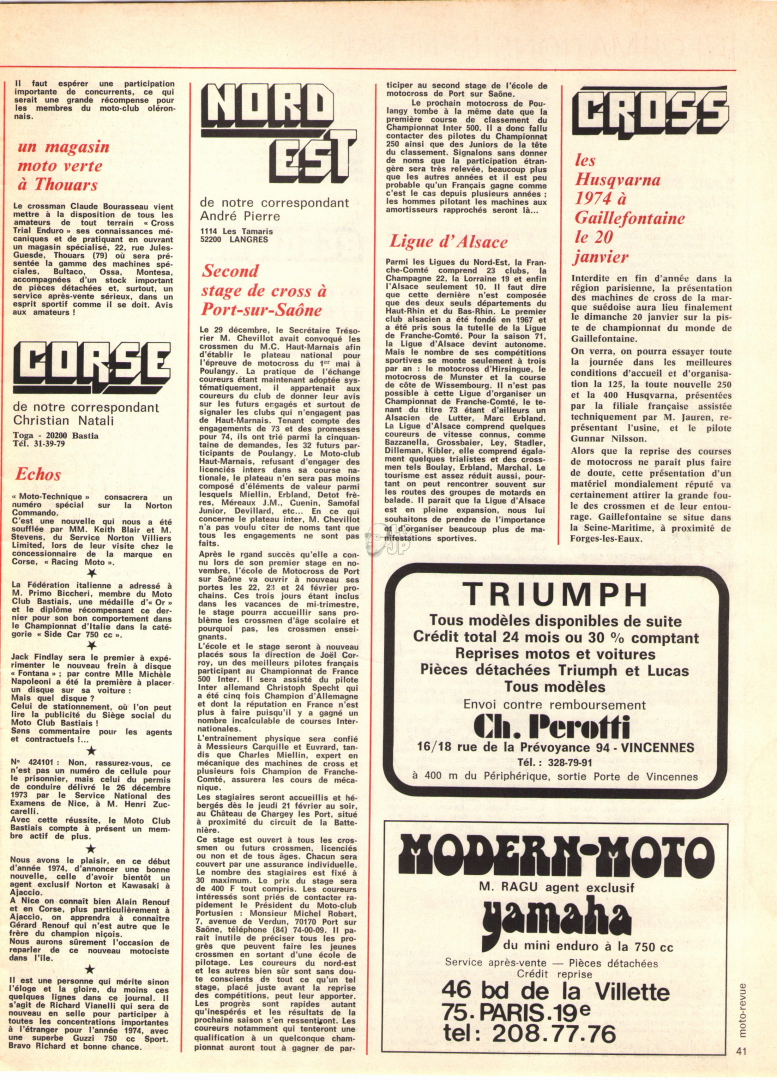 Il faut espérer une participation
importante de concurrents, ce qui
serait une grande récompense pour
les membres du moto-club oléron-
nais.
un magasin
moto verte
à Thouars
Le crossman Claude Bourasseau vient
mettre à la disposition de tous les
amateurs de tout terrain « Cross
Trial Enduro » ses connaissances mé-
caniques et de pratiquant en ouvrant
un magasin spécialisé, 22, rue Jules-
Guesde, Thouars (79) où sera pré-
sentée la gamme des machines spé-
ciales, Bultaco, Ossa, Montesa,
accompagnées d'un stock important
de pièces détachées et, surtout, un
service après-vente sérieux, dans un
esprit sportif comme il se doit. Avis
aux amateurs !
CORSE
de notre correspondant
Christian Natali
Toga - 20200 Bastia
Tél. 31-39-79
Echos
« Moto-Technique » consacrera un
numéro spécial sur la Norton
Commando.
C'est une nouvelle qui nous a été
soufflée par MM. Keith Blair et M.
Stevens, du Service Norton Villiers
Limited, lors de leur visite chez le
concessionnaire de la marque en
Corse, « Racing Moto ».
★
La Fédération italienne a adressé à
M. Primo Biccheri, membre du Moto
Club Bastiais, une médaille d'« Or »
et le diplôme récompensant ce der-
nier pour son bon comportement dans
le Championnat d'Italie dans la caté-
gorie « Side Car 750 cc ».
★
Jack Findlay sera le premier à expé-
rimenter le nouveau frein à disque
« Fontana » ; par contre Mlle Michèle
Napoleoni a été la première à placer
un disque sur sa voiture :
Mais quel disque ?
Celui de stationnement, où l'on peut
lire la publicité du Siège social du
Moto Club Bastiais !
Sans commentaire pour les agents
et contractuels !...
★
N° 424101 : Non, rassurez-vous, ce
n'est pas un numéro de cellule pour
le prisonnier, mais celui du permis
de conduire délivré le 26 décembre
1973 par le Service National des
Examens de Nice, à M. Henri Zuc-
carelli.
Avec cette réussite, le Moto Club
Bastiais compte à présent un mem-
bre actif de plus.
★
Nous avons le plaisir, en ce début
d'année 1974, d'annoncer une bonne
nouvelle, celle d'avoir bientôt un
agent exclusif Norton et Kawasaki à
Ajaccio.
A Nice on connaît bien Alain Renouf
et en Corse, plus particulièrement à
Ajaccio, on apprendra à connaître
Gérard Renouf qui n'est autre que le
frère du champion niçois.
Nous aurons sûrement l'occasion de
reparler de ce nouveau motociste
dans l'île.
★
Il est une personne qui mérite sinon
l'éloge et la gloire, du moins ces
quelques lignes dans ce journal. Il
s'agit de Richard Vianelli qui sera de
nouveau en selle pour participer à
toutes les concentrations importantes
à l'étranger pour l'année 1974, avec
une superbe Guzzi 750 cc Sport.
Bravo Richard et bonne chance.
NORD
EST
de notre correspondant
André Pierre
1114 Les Tamaris
52200 LANGRES
Second
stage de cross à
Port-sur-Saône
Le 29 décembre, le Secrétaire Tréso-
rier M. Chevillot avait convoqué les
crossmen du M.C. Haut-Marnais afin
d'établir le plateau national pour
l'épreuve de motocross du 1er mai à
Poulangy. La pratique de l'échange
coureurs étant maintenant adoptée sys-
tématiquement, il appartenait aux
coureurs du club de donner leur avis
sur les futurs engagés et surtout de
signaler les clubs qui n'engagent pas
de Haut-Marnais. Tenant compte des
engagements de 73 et des promesses
pour 74, ils ont trié parmi la cinquan-
taine de demandes, les 32 futurs par-
ticipants de Poulangy. Le Moto-club
Haut-Marnais, refusant d'engager des
licenciés inters dans sa course na-
tionale, le plateau n'en sera pas moins
composé d'éléments de valeur parmi
lesquels Miellin, Erbland, Detot frè-
res, Méreaux J.M., Cuenin, Samofal
Junior, Devillard, etc... En ce qui
concerne le plateau inter, M. Chevillot
n'a pas voulu citer de noms tant que
tous les engagements ne sont pas
faits.
Après le rgand succès qu'elle a con-
nu lors de son premier stage en no-
vembre, l'école de Motocross de Port
sur Saône va ouvrir à nouveau ses
portes les 22, 23 et 24 février pro-
chains. Ces trois jours étant inclus
dans les vacances de mi-trimestre,
le stage pourra accueillir sans pro-
blème les crossmen d'âge scolaire et
pourquoi pas, les crossmen ensei-
gnants.
L'école et le stage seront à nouveau
placés sous la direction de Joël Cor-
roy, un des meilleurs pilotes français
participant au Championnat de France
500 Inter. Il sera assisté du pilote
Inter allemand Christoph Specht qui
a été cinq fois Champion d'Allemagne
et dont la réputation en France n'est
plus à faire puisqu'il y a gagné un
nombre incalculable de courses Inter-
nationales.
L'entrainement physique sera confié
à Messieurs Carquille et Euvrard, tan-
dis que Charles Miellin, expert en
mécanique des machines de cross et
plusieurs fois Champion de Franche-
Comté, assurera les cours de méca-
nique.
Les stagiaires seront accueillis et hé-
bergés dès le jeudi 21 février au soir,
au Château de Chargey les Port, situé
à proximité du circuit de la Batte-
nière.
Ce stage est ouvert à tous les cros-
smen ou futurs crossmen, licenciés
ou non et de tous âges. Chacun sera
couvert par une assurance individuelle.
Le nombre des stagiaires est fixé à
30 maximum. Le prix du stage sera
de 400 F tout compris. Les coureurs
intéressés sont priés de contacter ra-
pidement le Président du Moto-club
Portusien : Monsieur Michel Robert,
7, avenue de Verdun, 70170 Port sur
Saône, téléphone (84) 74-00-09. Il pa-
rait inutile de préciser tous les pro-
grès que peuvent faire les jeunes
crossmen en sortant d'une école de
pilotage. Les coureurs du nord-est
et les autres bien sûr sont sans dou-
te conscients de tout ce qu'un tel
stage, placé juste avant la reprise
des compétitions, peut leur apporter.
Les progrès sont rapides autant
qu'inespérés et les résultats de la
prochaine saison s'en ressentiront. Les
coureurs notamment qui tenteront une
qualification à un quelconque cham-
pionnat auront tout à gagner de par-
ticiper au second stage de l'école de
motocross de Port sur Saône.
Le prochain motocross de Pou-
langy tombe à la même date que la
première course de classement du
Championnat Inter 500. Il a donc fallu
contacter des pilotes du Championnat
250 ainsi que des Juniors de la tête
du classement. Signalons sans donner
de noms que la participation étran-
gère sera très relevée, beaucoup plus
que les autres années et il est peu
probable qu'un Français gagne comme
c'est le cas depuis plusieurs années ;
les hommes pilotant les machines aux
amortisseurs rapprochés seront là...
Ligue d'Alsace
Parmi les Ligues du Nord-Est, la Fran-
che-Comté comprend 23 clubs, la
Champagne 22, la Lorraine 19 et enfin
l'Alsace seulement 10. Il faut dire
que cette dernière n'est composée
que des deux seuls départements du
Haut-Rhin et du Bas-Rhin. Le premier
club alsacien a été fondé en 1967 et
a été pris sous la tutelle de la Ligue
de Franche-Comté. Pour la saison 71,
la Ligue d'Alsace devint autonome.
Mais le nombre de ses compétitions
sportives se monte seulement à trois
par an : le motocross d'Hirsingue, le
motocross de Munster et la course
de côte de Wissembourg. Il n'est pas
possible à cette Ligue d'organiser un
Championnat de Franche-Comté, le te-
nant du titre 73 étant d'ailleurs un
Alsacien de Lutter, Marc Erbland.
La Ligue d'Alsace comprend quelques
coureurs de vitesse connus, comme
Bazzanella, Grosshaier, Ley, Stadler,
Dilleman, Kibler, elle comprend égale-
ment quelques trialistes et des cross-
men tels Boulay, Erbland, Marchal. Le
tourisme est assez réduit aussi, pour-
tant on peut rencontrer souvent sur
les routes des groupes de motards en
balade. Il parait que la Ligue d'Alsace
est en pleine expansion, nous lui
souhaitons de prendre de l'importance
et d'organiser beaucoup plus de ma-
nifestations sportives.
CROSS
les
Husqvarna
1974 à
Gaillefontaine
le 20
janvier
Interdite en fin d'année dans la
région parisienne, la présentation
des machines de cross de la mar-
que suédoise aura lieu finalement
le dimanche 20 janvier sur la pis-
te de championnat du monde de
Gaillefontaine.
On verra, on pourra essayer toute
la journée dans les meilleures
conditions d'accueil et d'organisa-
tion la 125, la toute nouvelle 250
et la 400 Husqvarna, présentées
par la filiale française assistée
techniquement par M. Jauren, re-
présentant l'usine, et le pilote
Gunnar Nilsson.
Alors que la reprise des courses
de motocross ne parait plus faire
de doute, cette présentation d'un
matériel mondialement réputé va
certainement attirer la grande fou-
le des crossmen et de leur entou-
rage. Gaillefontaine se situe dans
la Seine-Maritime, à proximité de
Forges-les-Eaux.
TRIUMPH
Tous modèles disponibles de suite
Crédit total 24 mois ou 30 % comptant
Reprises motos et voitures
Pièces détachées Triumph et Lucas
Tous modèles
Envoi contre remboursement
Ch. Perotti
16/18 rue de la Prévoyance 94 - VINCENNES
Tél. : 328-79-91
à 400 m du Périphérique, sortie Porte de Vincennes
MODERN-MOTO
M. RAGU agent exclusif
yamaha
du mini enduro à la 750 cc
Service après-vente — Pièces détachées
Crédit reprise
46 bd de la Villette
75. PARIS.19e
tel: 208.77.76
moto-revue
41